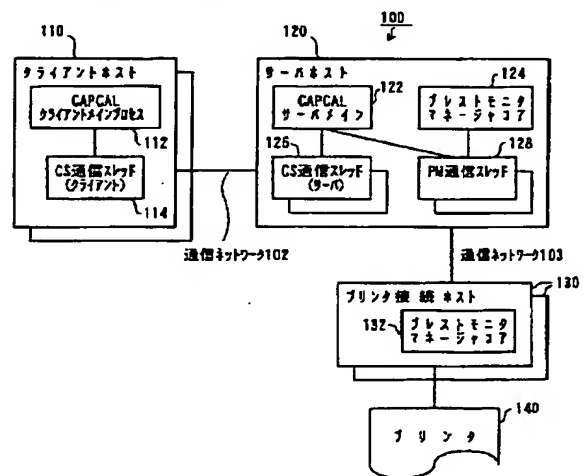 100
110
クライアントホスト
CAPCAL
クライアントメインプロセス
112
CS通信スレッド
(クライアント)
114
120
サーバホスト
CAPCAL
サーバメイン
122
プレストモニタ
マネージャコア
124
CS通信スレッド
(サーバ)
126
PM通信スレッド
128
通信ネットワーク102
通信ネットワーク103
プリンタ接続ホスト
130
プレストモニタ
マネージャコア
132
プリンタ
140